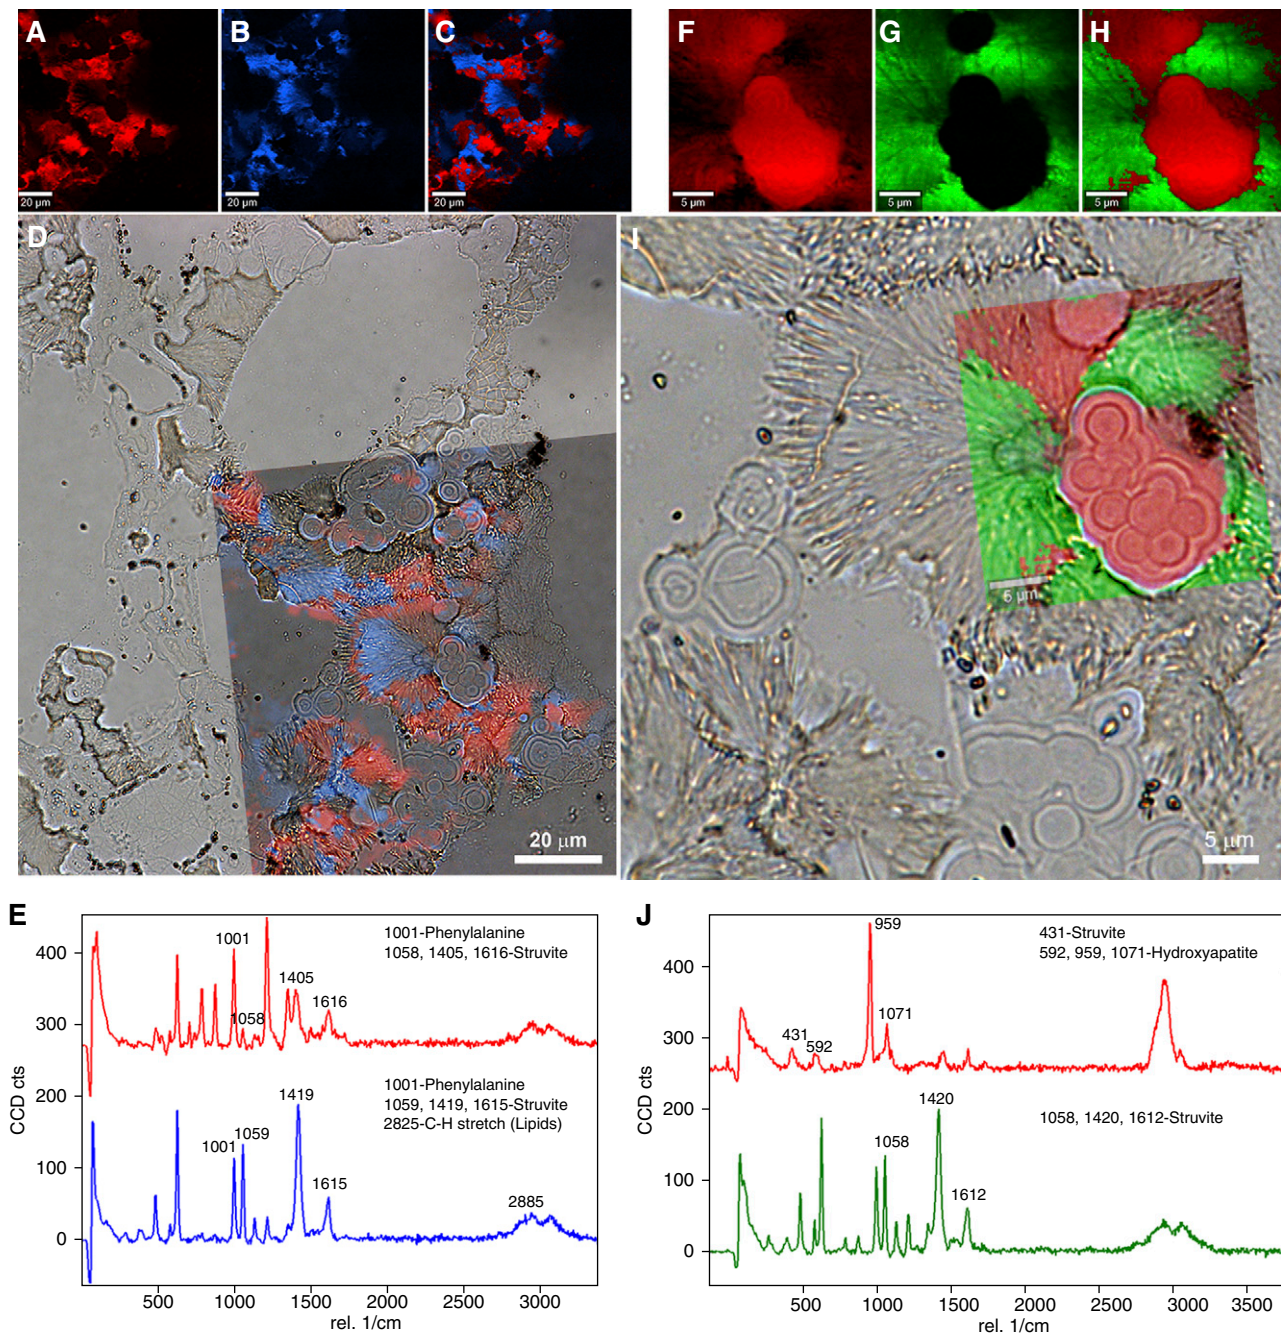 A
B
C
F
G
H
20 µm
20 µm
20 µm
5 µm
5 µm
5 µm
D
I
5 µm
20 µm
5 µm
E
J
1001-Phenylalanine
1058, 1405, 1616-Struvite
431-Struvite
592, 959, 1071-Hydroxyapatite
400
300
200
100
0
CCD cts
1001
1058
1405
1616
1001-Phenylalanine
1059, 1419, 1615-Struvite
2825-C-H stretch (Lipids)
1001
1059
1419
1615
2885
500
1000
1500
2000
2500
3000
rel. 1/cm
400
300
200
100
0
CCD cts
959
1071
431
592
1058, 1420, 1612-Struvite
1420
1058
1612
500
1000
1500
2000
2500
3000
3500
rel. 1/cm